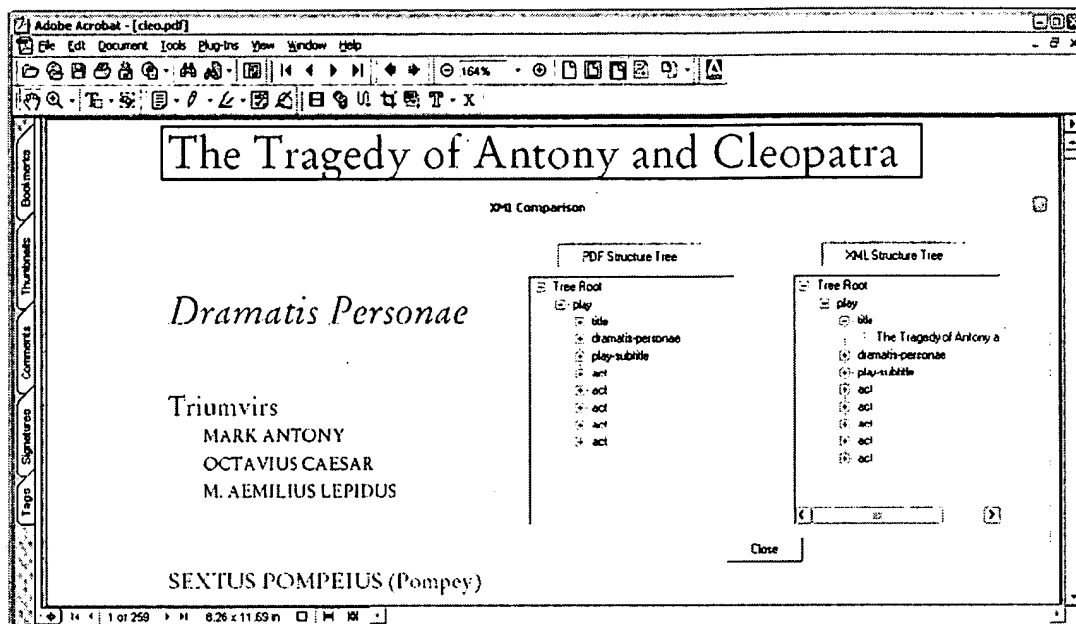 Adobe Acrobat - [cleo.pdf]
File Edit Document Tools Plug-Ins View Window Help
164%
Bookmarks
Thumbnails
Comments
Signatures
Tags
The Tragedy of Antony and Cleopatra
XML Comparison
Dramatis Personae
Triumvirs
MARK ANTONY
OCTAVIUS CAESAR
M. AEMILIUS LEPIDUS
SEXTUS POMPEIUS (Pompey)
PDF Structure Tree
Tree Root
play
title
dramatis-personae
play-subtitle
act
act
act
act
act
XML Structure Tree
Tree Root
play
title
The Tragedy of Antony a
dramatis-personae
play-subtitle
act
act
act
act
act
Close
1 of 259 8.26 x 11.69 in